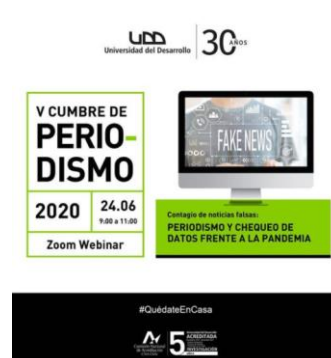 UDD
Universidad del Desarrollo
30 AÑOS
V CUMBRE DE
PERIO-
DISMO
2020
24.06
9:00 a 11:00
Zoom Webinar
FAKE NEWS
Contagio de noticias falsas:
PERIODISMO Y CHEQUEO DE
DATOS FRENTE A LA PANDEMIA
#QuédateEnCasa
5
ACREDITADA